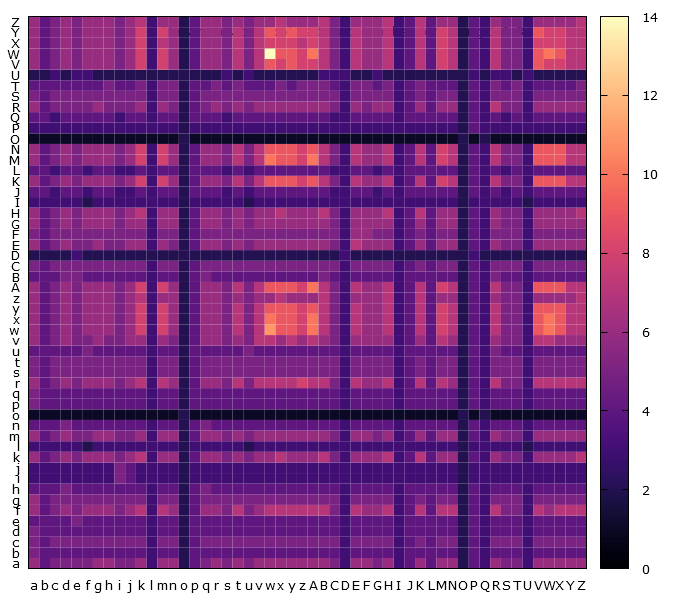 Z
Y
X
W
V
U
T
S
R
Q
P
O
N
M
L
K
J
I
H
G
F
E
D
C
B
A
z
y
x
w
v
u
t
s
r
q
p
o
n
m
l
k
j
i
h
g
f
e
d
c
b
a
a b c d e f g h i j k l m n o p q r s t u v w x y z A B C D E F G H I J K L M N O P Q R S T U V W X Y Z
14
12
10
8
6
4
2
0